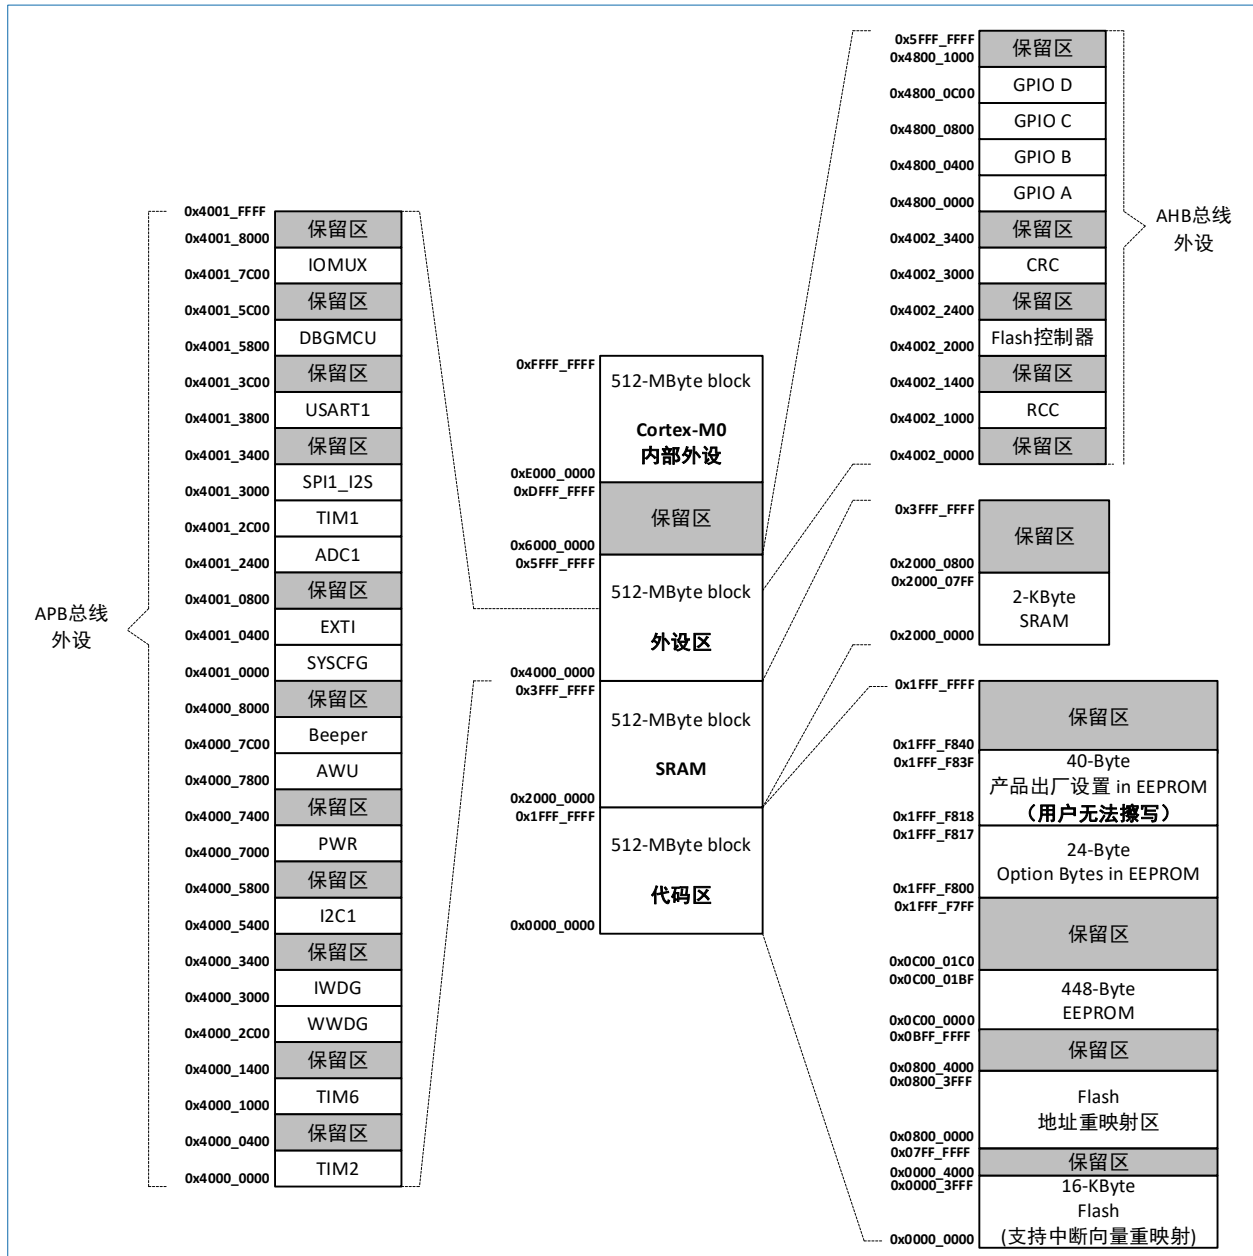 APB总线
外设
0x4001_FFFF
保留区
0x4001_8000
IOMUX
0x4001_7C00
保留区
0x4001_5C00
DBGMCU
0x4001_5800
保留区
0x4001_3C00
USART1
0x4001_3800
保留区
0x4001_3400
SPI1_I2S
0x4001_3000
TIM1
0x4001_2C00
ADC1
0x4001_2400
保留区
0x4001_0800
EXTI
0x4001_0400
SYSCFG
0x4001_0000
保留区
0x4000_8000
Beeper
0x4000_7C00
AWU
0x4000_7800
保留区
0x4000_7400
PWR
0x4000_7000
保留区
0x4000_5800
I2C1
0x4000_5400
保留区
0x4000_3400
IWDG
0x4000_3000
WWDG
0x4000_2C00
保留区
0x4000_1400
TIM6
0x4000_1000
保留区
0x4000_0400
TIM2
0x4000_0000
0xFFFF_FFFF
512-MByte block
Cortex-M0
内部外设
0xE000_0000
0xDFFF_FFFF
保留区
0x6000_0000
0x5FFF_FFFF
512-MByte block
外设区
0x4000_0000
0x3FFF_FFFF
512-MByte block
SRAM
0x2000_0000
0x1FFF_FFFF
512-MByte block
代码区
0x0000_0000
0x5FFF_FFFF
保留区
0x4800_1000
GPIO D
0x4800_0C00
GPIO C
0x4800_0800
GPIO B
0x4800_0400
GPIO A
0x4800_0000
保留区
0x4002_3400
CRC
0x4002_3000
保留区
0x4002_2400
Flash控制器
0x4002_2000
保留区
0x4002_1400
RCC
0x4002_1000
保留区
0x4002_0000
AHB总线
外设
0x3FFF_FFFF
保留区
0x2000_0800
0x2000_07FF
2-KByte
SRAM
0x2000_0000
0x1FFF_FFFF
保留区
0x1FFF_F840
0x1FFF_F83F
40-Byte
产品出厂设置 in EEPROM
（用户无法擦写）
0x1FFF_F818
0x1FFF_F817
24-Byte
Option Bytes in EEPROM
0x1FFF_F800
0x1FFF_F7FF
保留区
0x0C00_01C0
0x0C00_01BF
448-Byte
EEPROM
0x0C00_0000
0x0BFF_FFFF
保留区
0x0800_4000
0x0800_3FFF
Flash
地址重映射区
0x0800_0000
0x07FF_FFFF
保留区
0x0000_4000
0x0000_3FFF
16-KByte
Flash
(支持中断向量重映射)
0x0000_0000